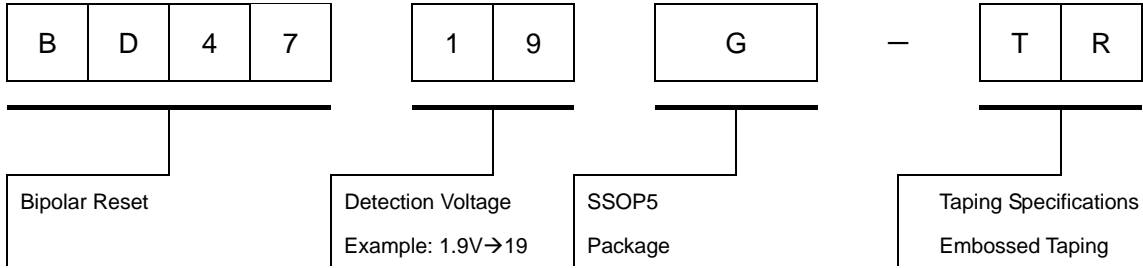 B D 4 7 1 9 G — T R
Bipolar Reset Detection Voltage SSOP5 Taping Specifications
Example: 1.9V→19 Package Embossed Taping